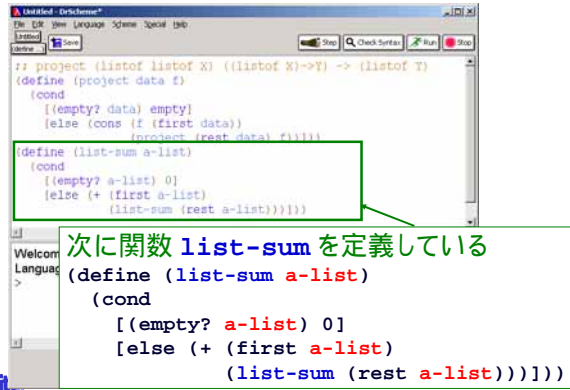 Untitled - DrScheme*
File Edit View Language Scheme Special Help
Untitled
(define ...) Save Step Check Syntax Run Stop
;; project (listof listof X) ((listof X)->Y) -> (listof Y)
(define (project data f)
(cond
[(empty? data) empty]
[else (cons (f (first data))
(project (rest data) f))]))
(define (list-sum a-list)
(cond
[(empty? a-list) 0]
[else (+ (first a-list)
(list-sum (rest a-list)))]))
Welcom
Languag
>
次に関数 list-sum を定義している
(define (list-sum a-list)
(cond
[(empty? a-list) 0]
[else (+ (first a-list)
(list-sum (rest a-list)))]))